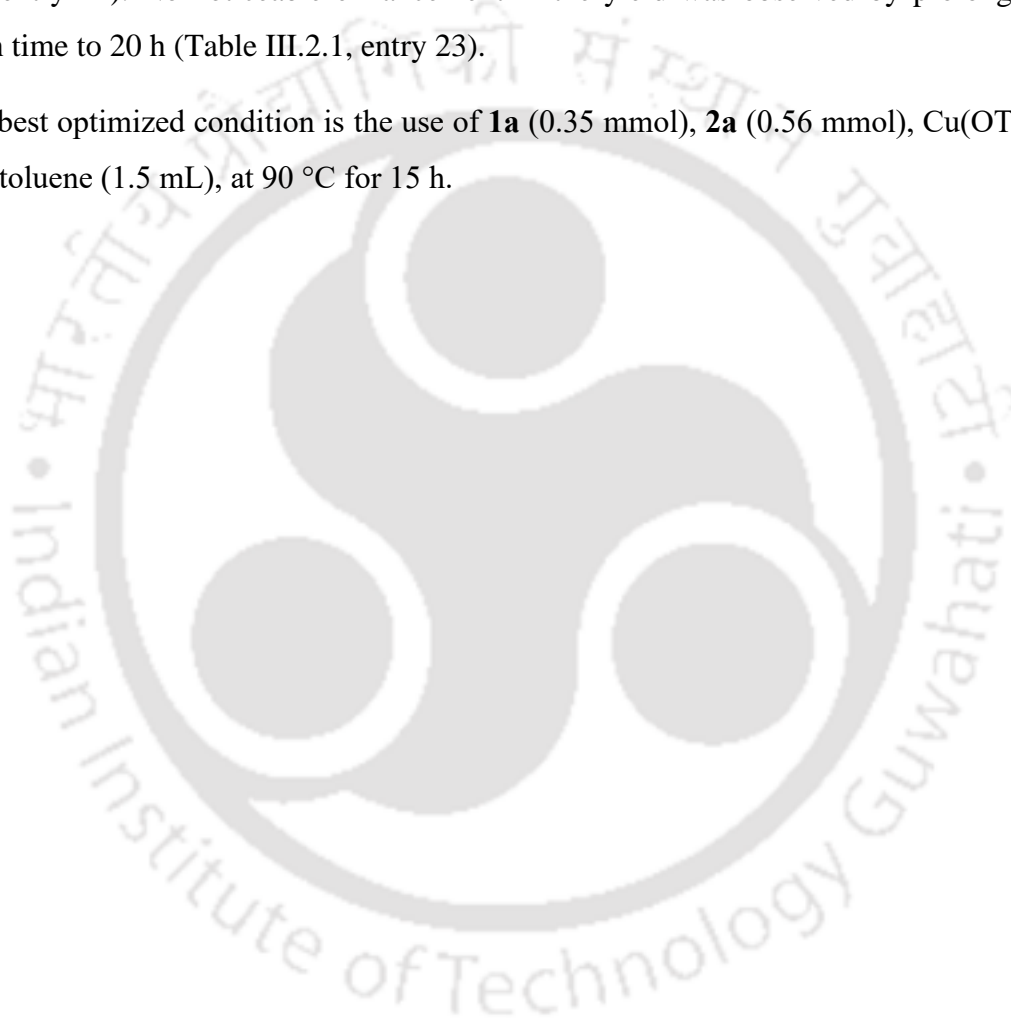 n time to 20 h (Table III.2.1, entry 23).
best optimized condition is the use of 1a (0.35 mmol), 2a (0.56 mmol), Cu(OT
toluene (1.5 mL), at 90 °C for 15 h.
भारतीय प्रौद्योगिकी संस्थान गुवाहाटी
• Indian Institute of Technology Guwahati •